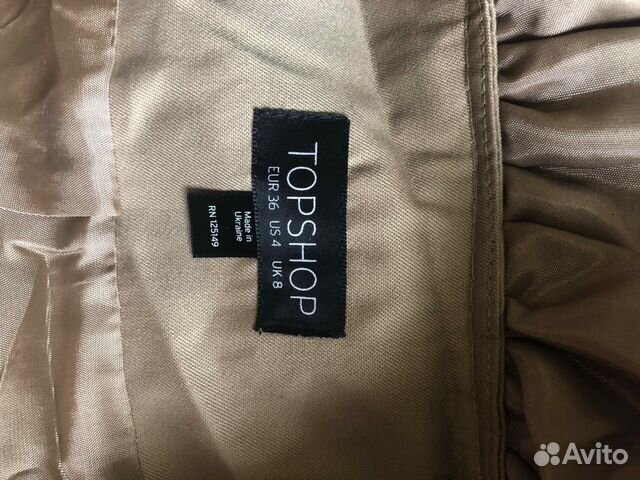 TOPSHOP
EUR 36 US 4 UK 8
Made in
Ukraine
RN 125149
Avito